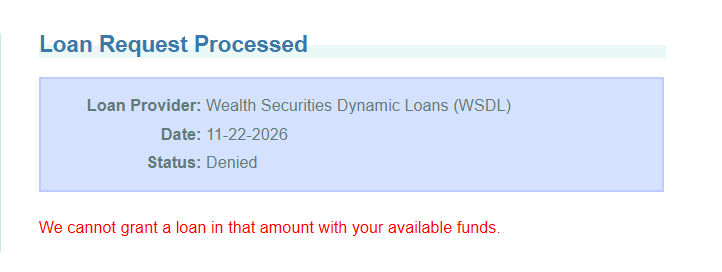 Loan Request Processed
Loan Provider: Wealth Securities Dynamic Loans (WSDL)
Date: 11-22-2026
Status: Denied
We cannot grant a loan in that amount with your available funds.